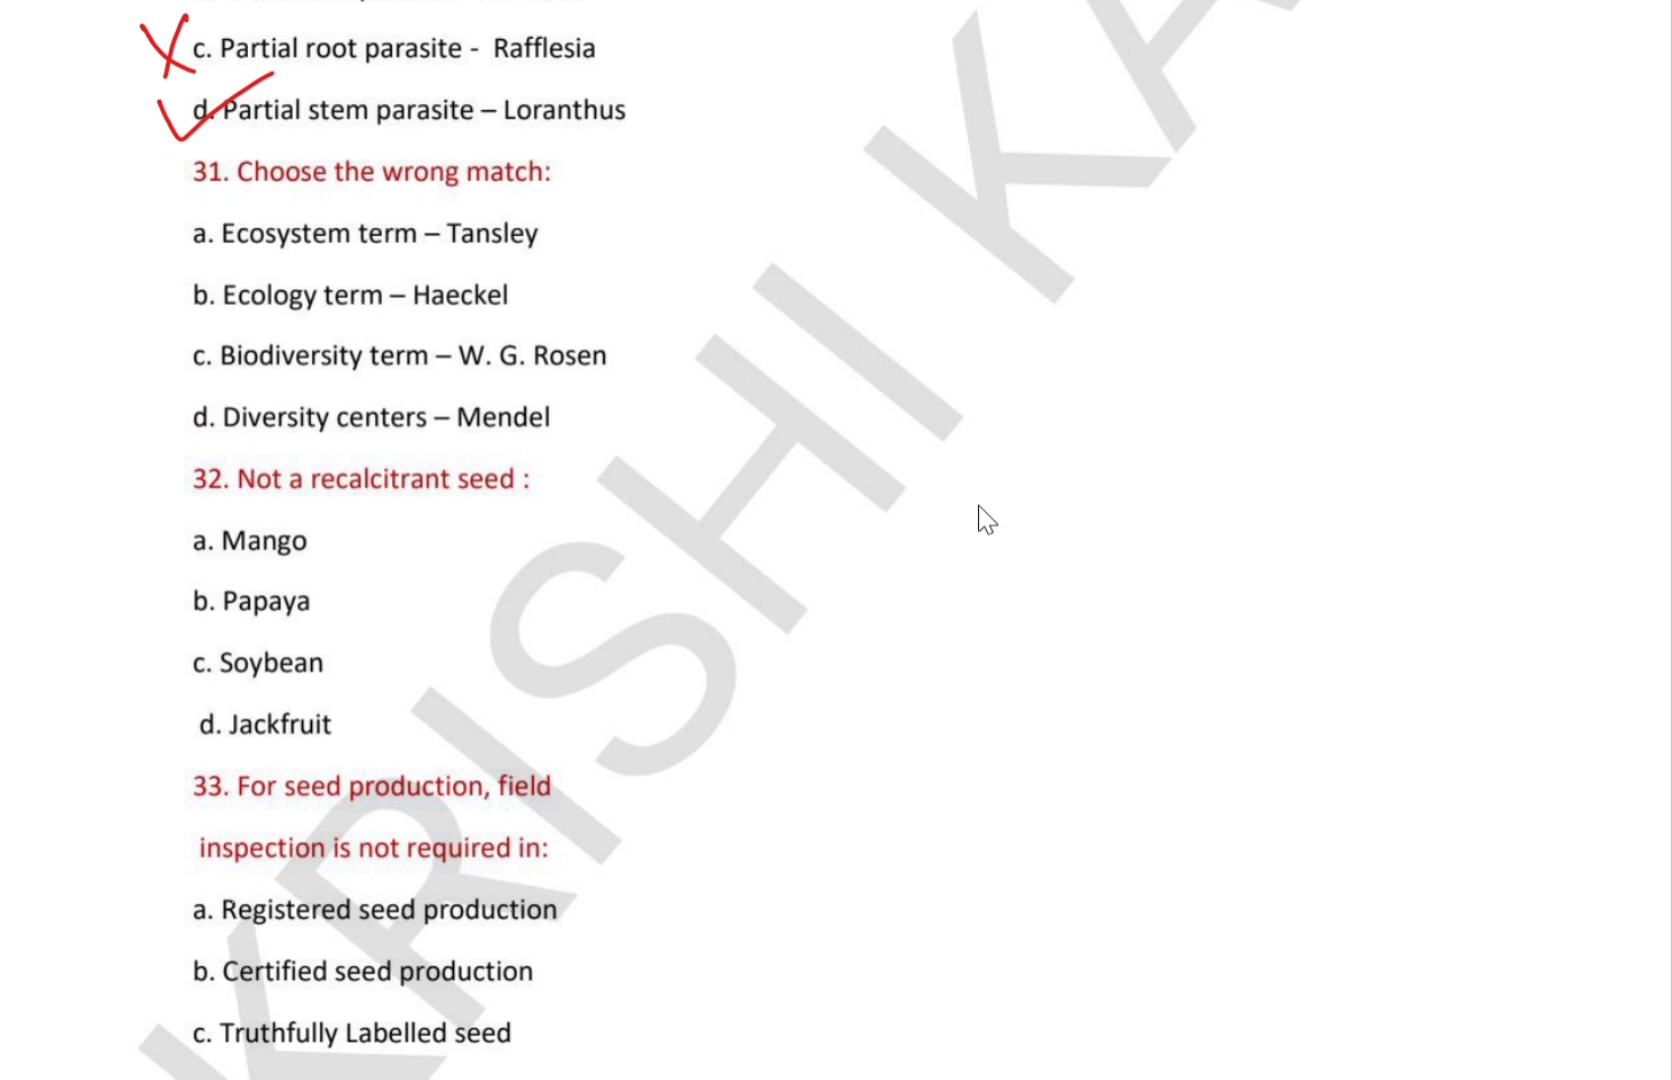 c. Partial root parasite - Rafflesia
d. Partial stem parasite – Loranthus
31. Choose the wrong match:
a. Ecosystem term – Tansley
b. Ecology term – Haeckel
c. Biodiversity term – W. G. Rosen
d. Diversity centers – Mendel
32. Not a recalcitrant seed :
a. Mango
b. Papaya
c. Soybean
d. Jackfruit
33. For seed production, field
inspection is not required in:
a. Registered seed production
b. Certified seed production
c. Truthfully Labelled seed
KRISHI KA